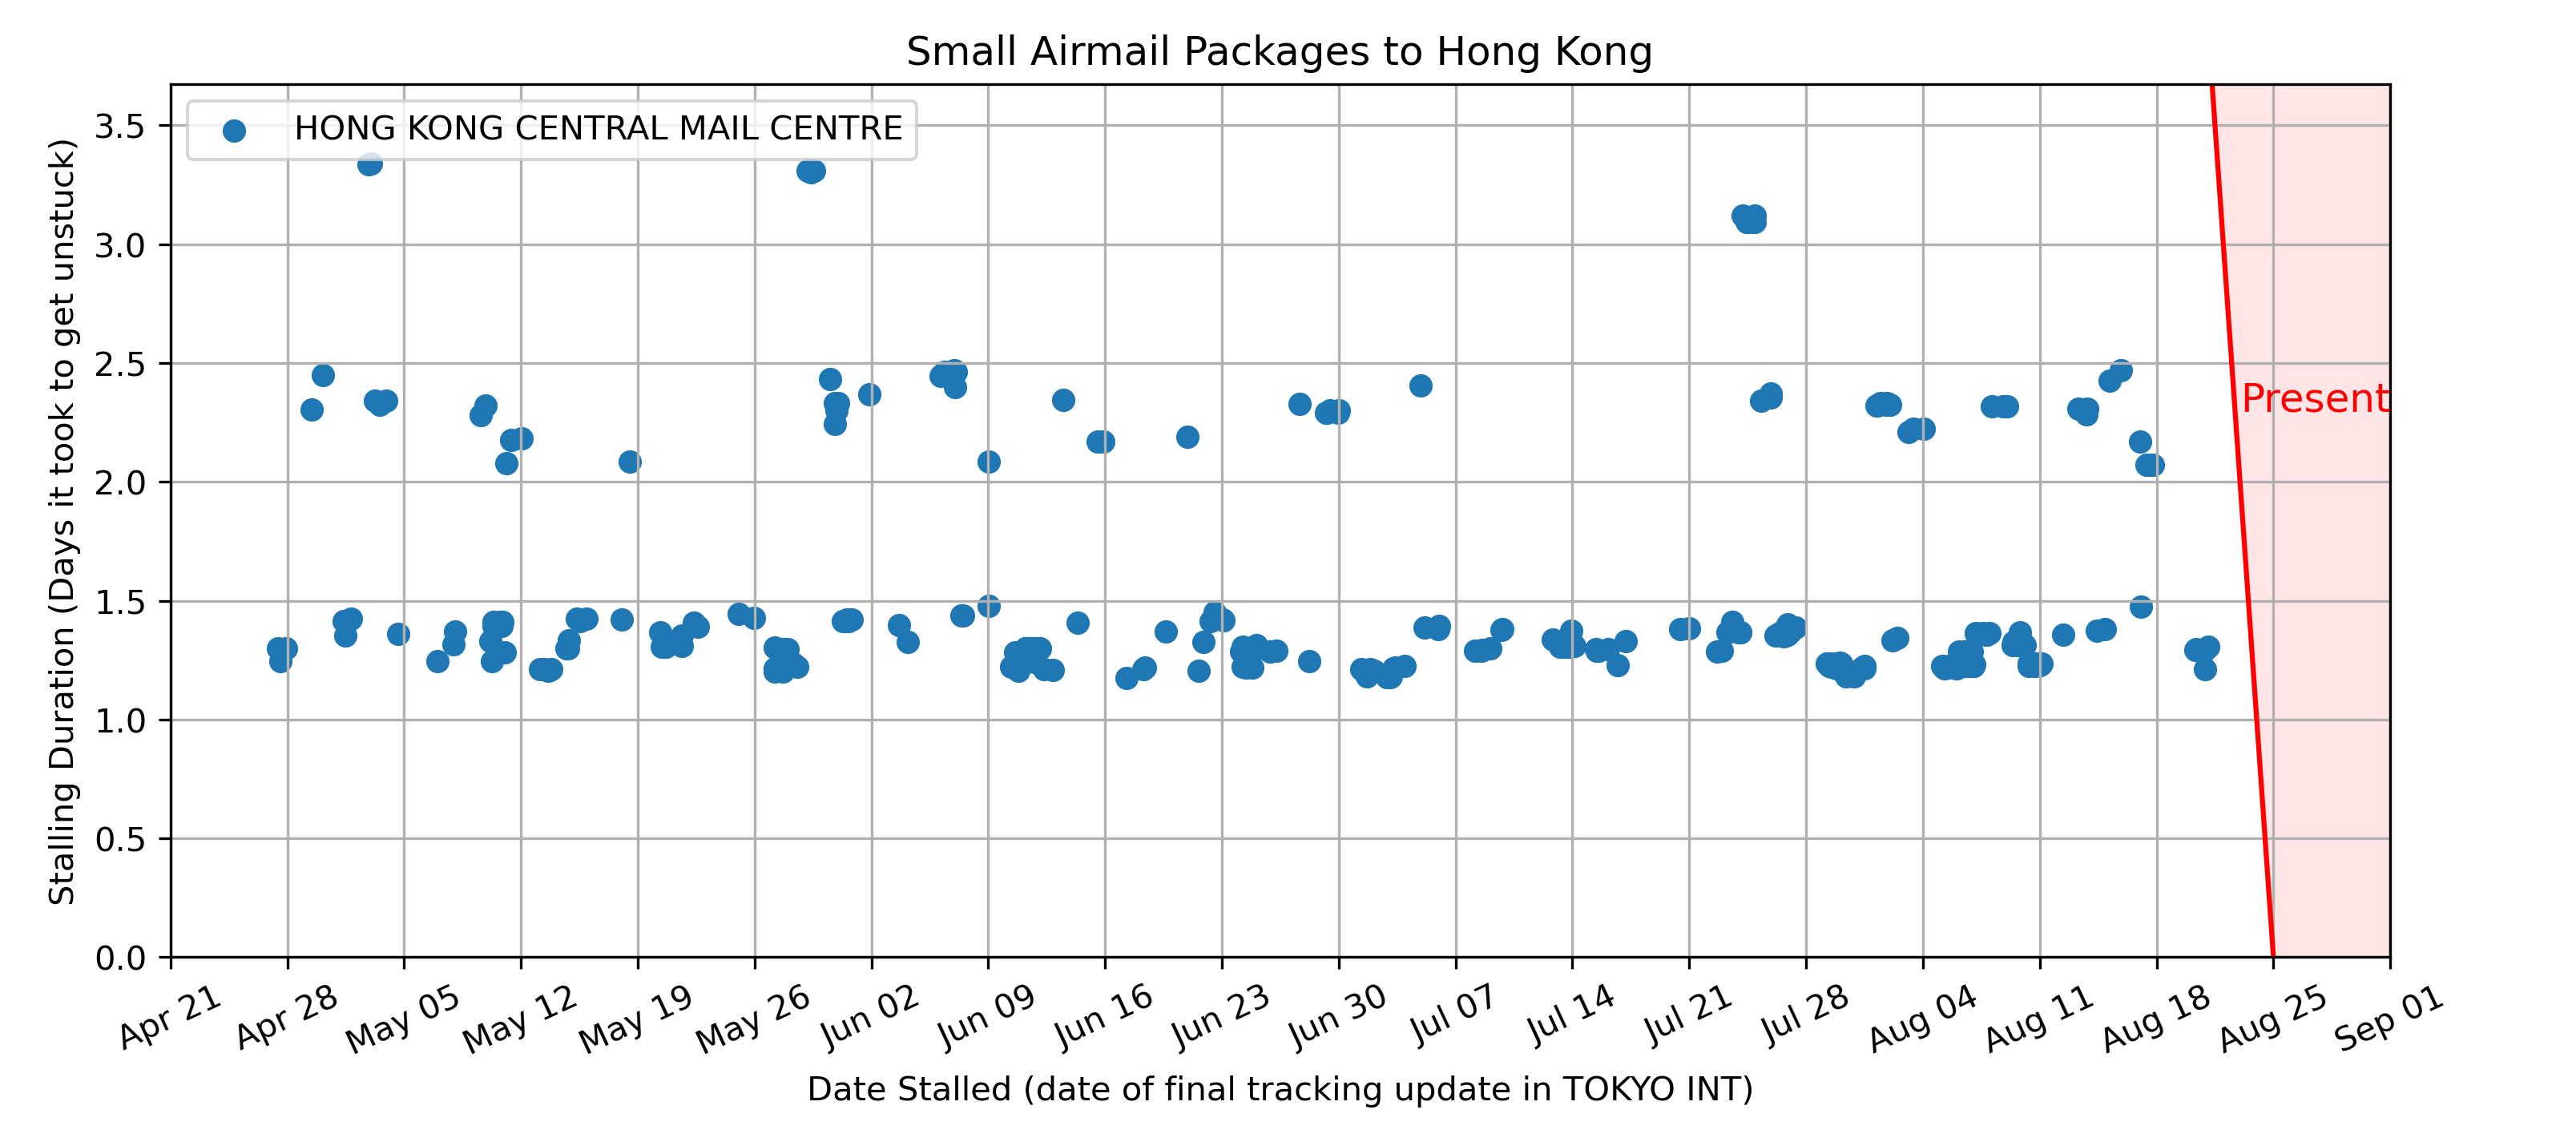 Small Airmail Packages to Hong Kong
HONG KONG CENTRAL MAIL CENTRE
Stalling Duration (Days it took to get unstuck)
3.5
3.0
2.5
2.0
1.5
1.0
0.5
0.0
Present
Apr 21 Apr 28 May 05 May 12 May 19 May 26 Jun 02 Jun 09 Jun 16 Jun 23 Jun 30 Jul 07 Jul 14 Jul 21 Jul 28 Aug 04 Aug 11 Aug 18 Aug 25 Sep 01
Date Stalled (date of final tracking update in TOKYO INT)